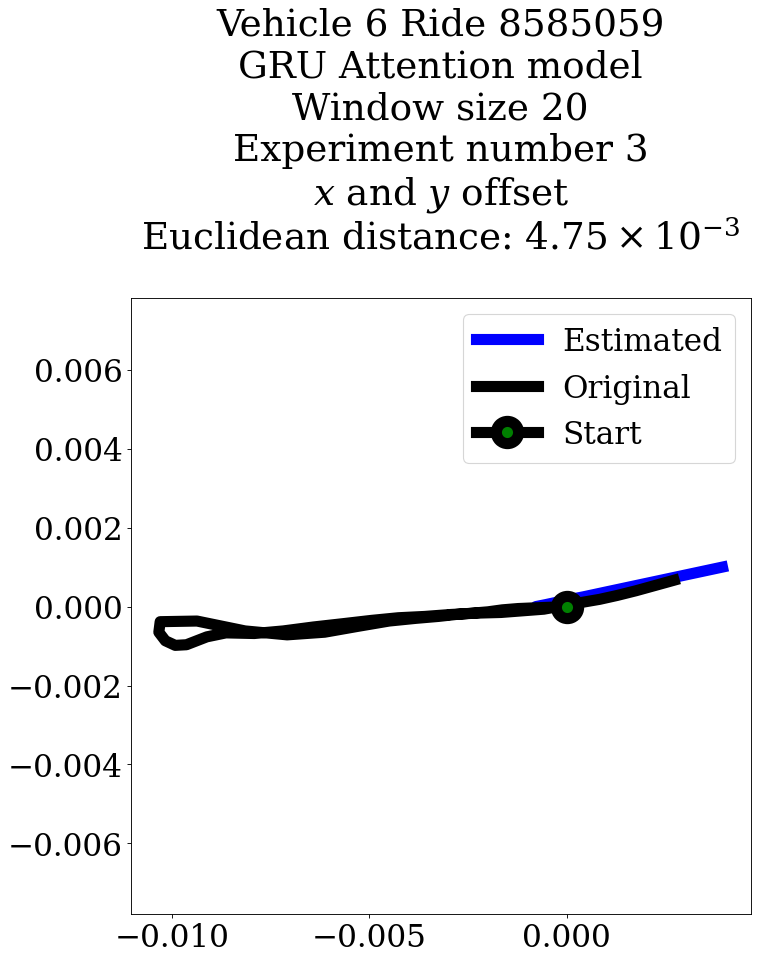 Vehicle 6 Ride 8585059
GRU Attention model
Window size 20
Experiment number 3
x and y offset
Euclidean distance: 4.75 × 10⁻³
Estimated
Original
Start
0.006
0.004
0.002
0.000
−0.002
−0.004
−0.006
−0.010 −0.005 0.000